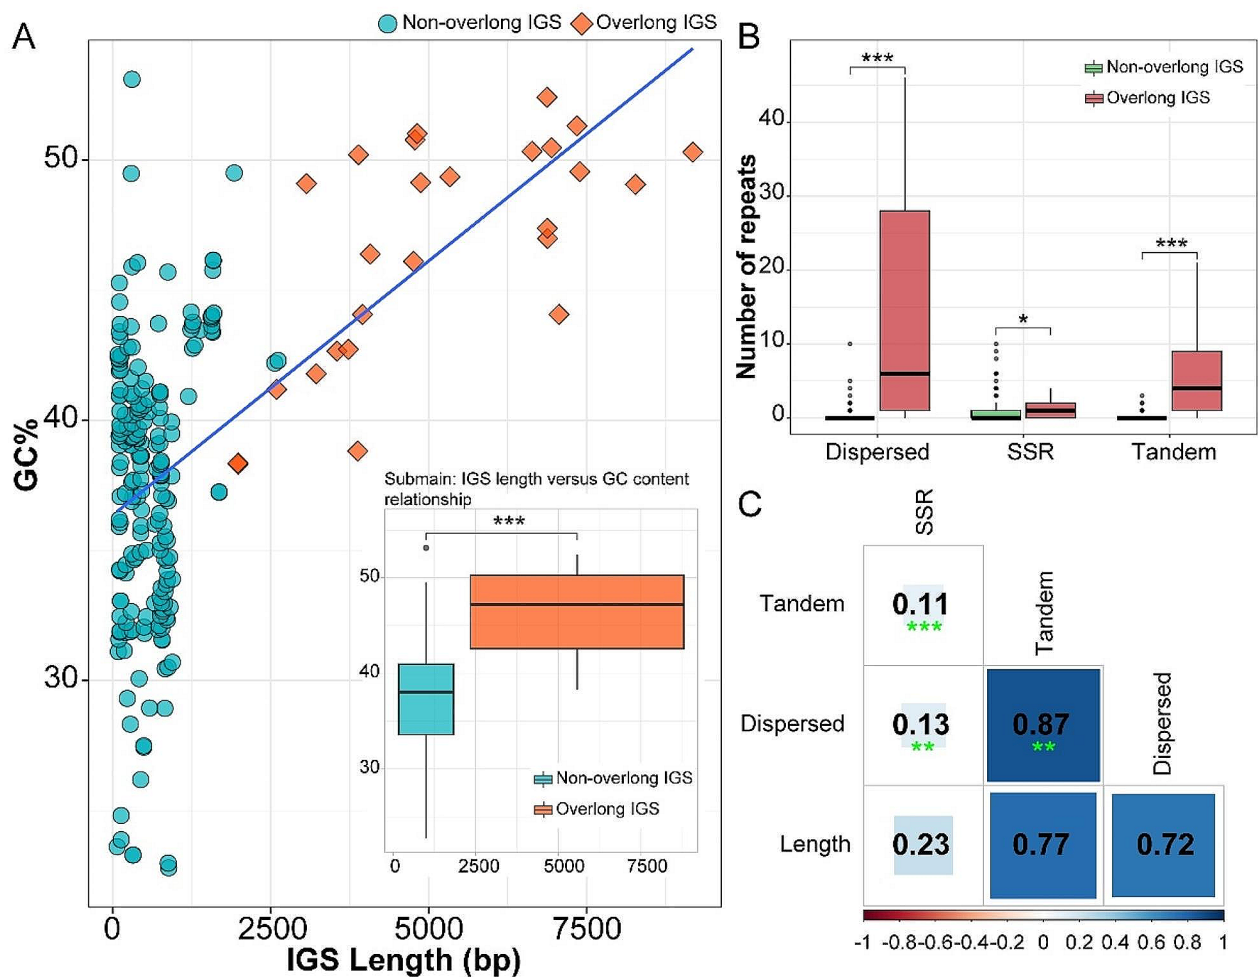 A
Non-overlong IGS
Overlong IGS
GC%
50
40
30
0
2500
5000
7500
IGS Length (bp)
Submain: IGS length versus GC content
relationship
***
50
40
30
Non-overlong IGS
Overlong IGS
0
2500
5000
7500
B
Number of repeats
40
30
20
10
0
***
*
***
Non-overlong IGS
Overlong IGS
Dispersed
SSR
Tandem
C
SSR
Tandem
Dispersed
Tandem
0.11
***
Dispersed
0.13
**
0.87
**
Length
0.23
0.77
0.72
-1 -0.8 -0.6 -0.4 -0.2 0 0.2 0.4 0.6 0.8 1